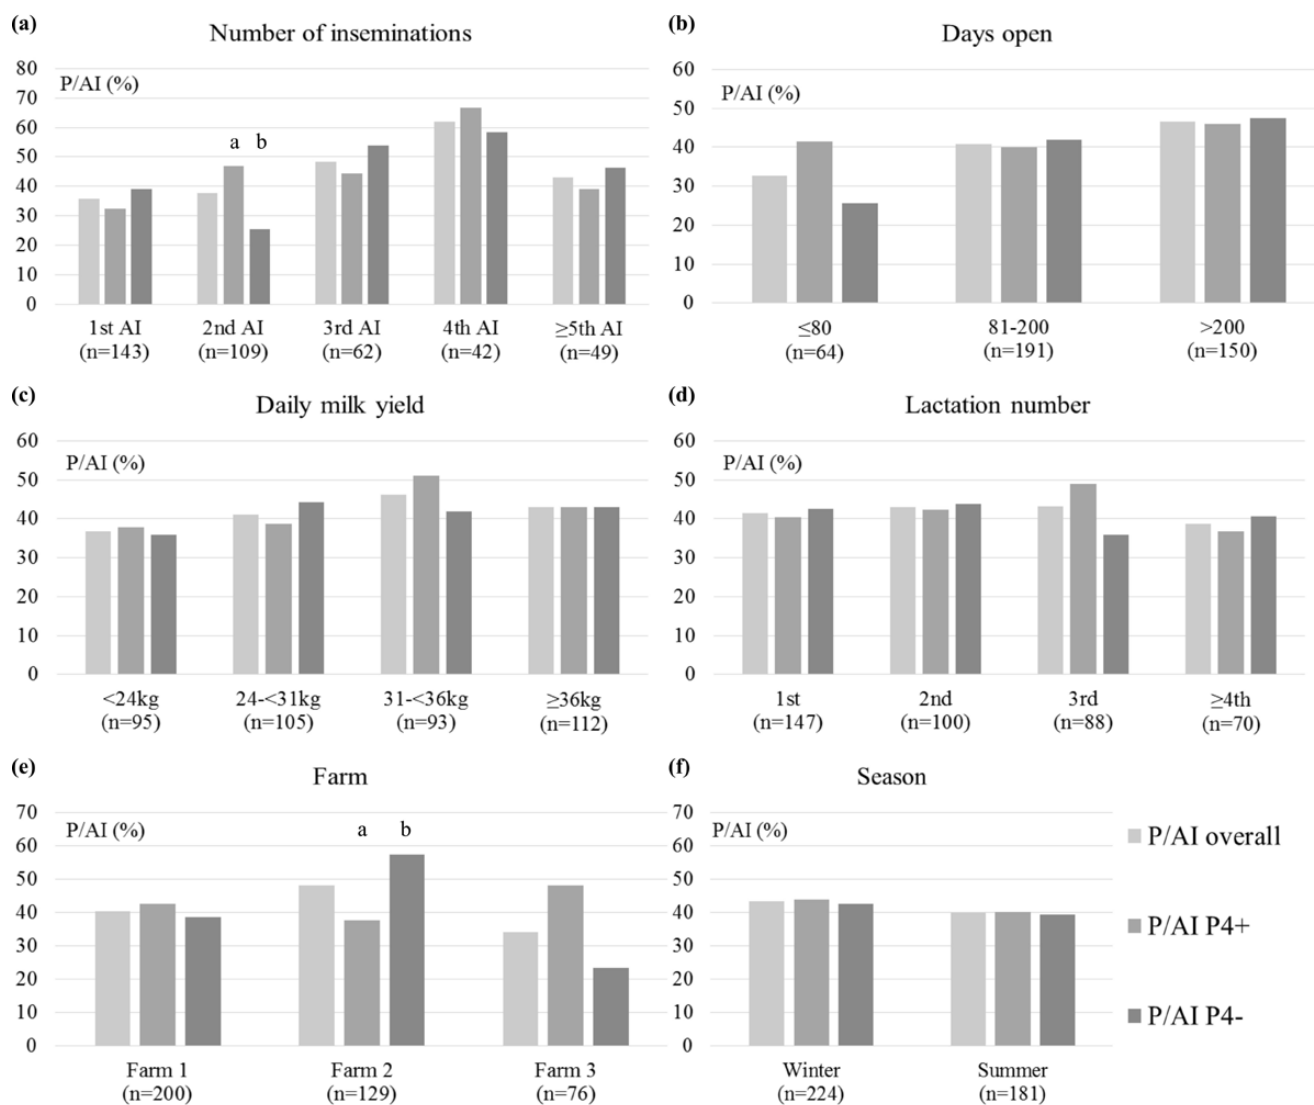 (a)
Number of inseminations
80
P/AI (%)
70
60
50
40
30
20
10
0
a b
1st AI 2nd AI 3rd AI 4th AI ≥5th AI
(n=143) (n=109) (n=62) (n=42) (n=49)
(b)
Days open
60
P/AI (%)
50
40
30
20
10
0
≤80 81-200 >200
(n=64) (n=191) (n=150)
(c)
Daily milk yield
60
P/AI (%)
50
40
30
20
10
0
<24kg 24-<31kg 31-<36kg ≥36kg
(n=95) (n=105) (n=93) (n=112)
(d)
Lactation number
60
P/AI (%)
50
40
30
20
10
0
1st 2nd 3rd ≥4th
(n=147) (n=100) (n=88) (n=70)
(e)
Farm
70
P/AI (%)
60
50
40
30
20
10
0
a b
Farm 1 Farm 2 Farm 3
(n=200) (n=129) (n=76)
(f)
Season
70
P/AI (%)
60
50
40
30
20
10
0
Winter Summer
(n=224) (n=181)
P/AI overall
P/AI P4+
P/AI P4-